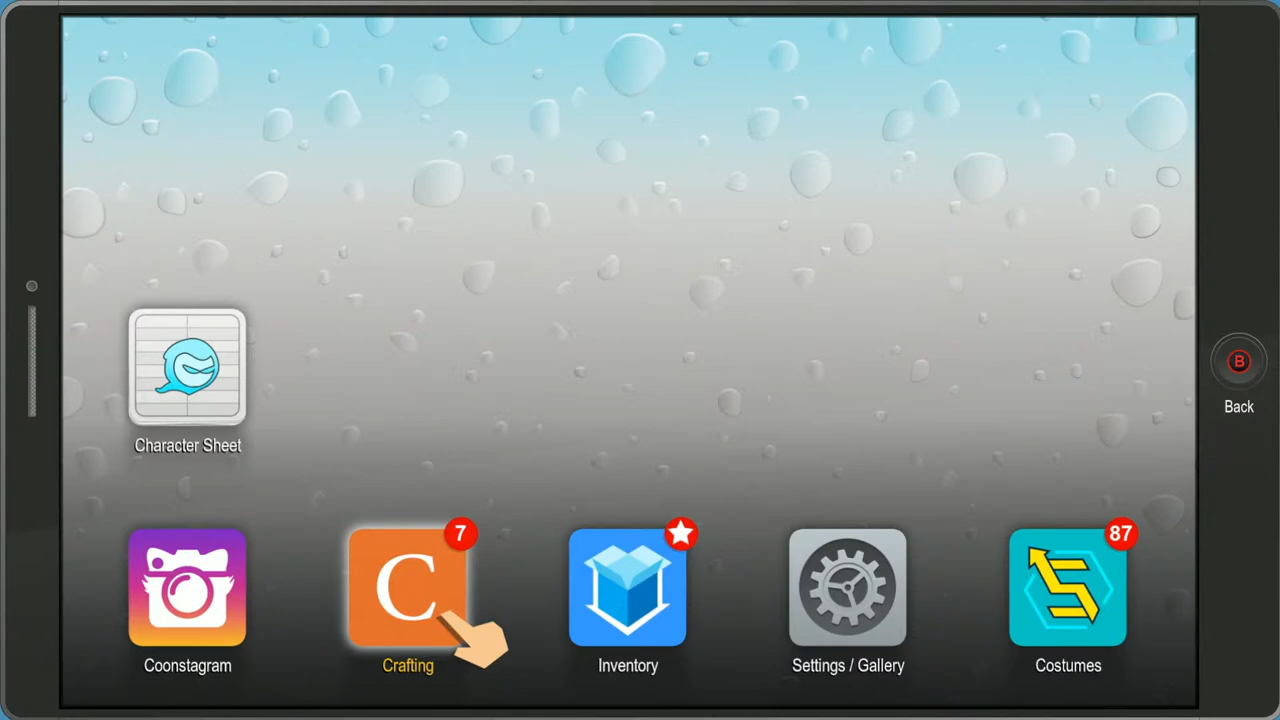 B
Back
Character Sheet
7
87
C
Coonstagram
Crafting
Inventory
Settings / Gallery
Costumes